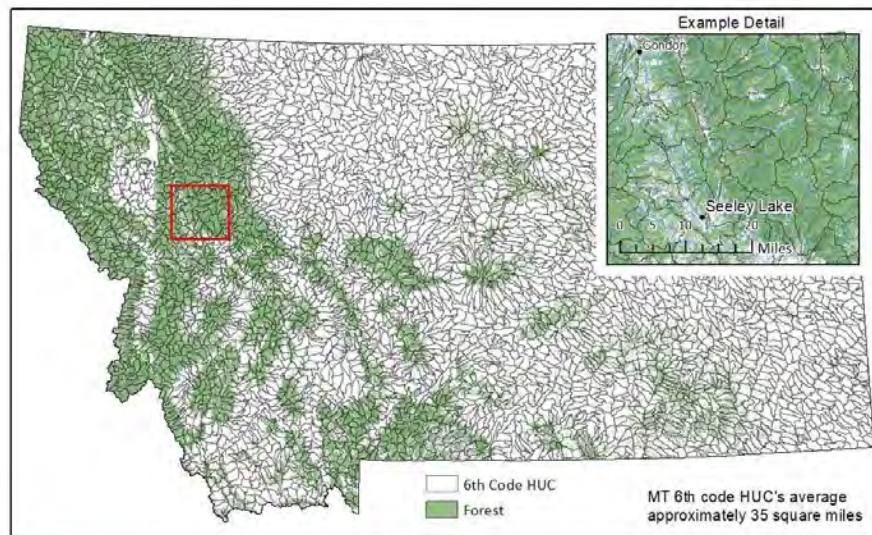 Example Detail
Condon
Seeley Lake
0 5 10 20
Miles
6th Code HUC
Forest
MT 6th code HUC's average
approximately 35 square miles